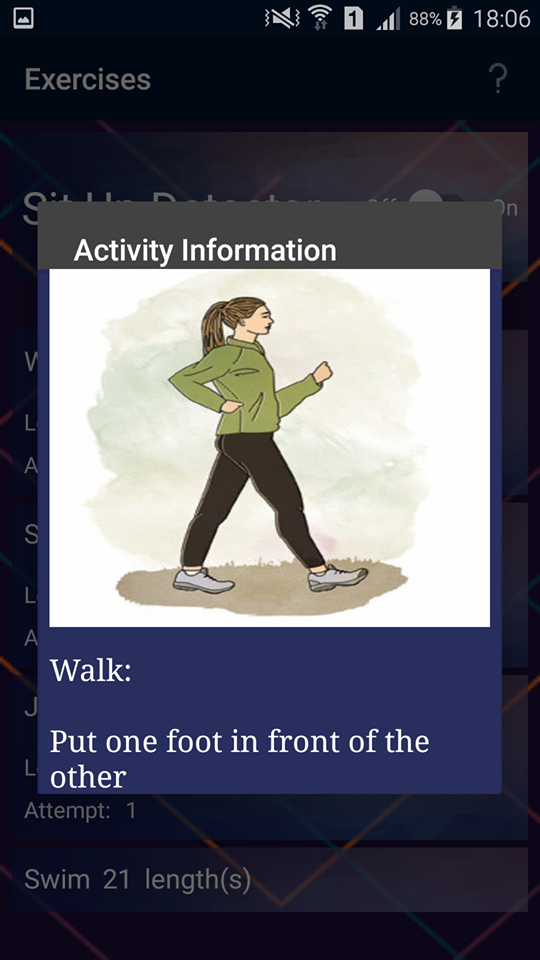 1 88% 18:06
Exercises ?
Off On
Activity Information
Walk:
Put one foot in front of the
other
Attempt: 1
Swim 21 length(s)